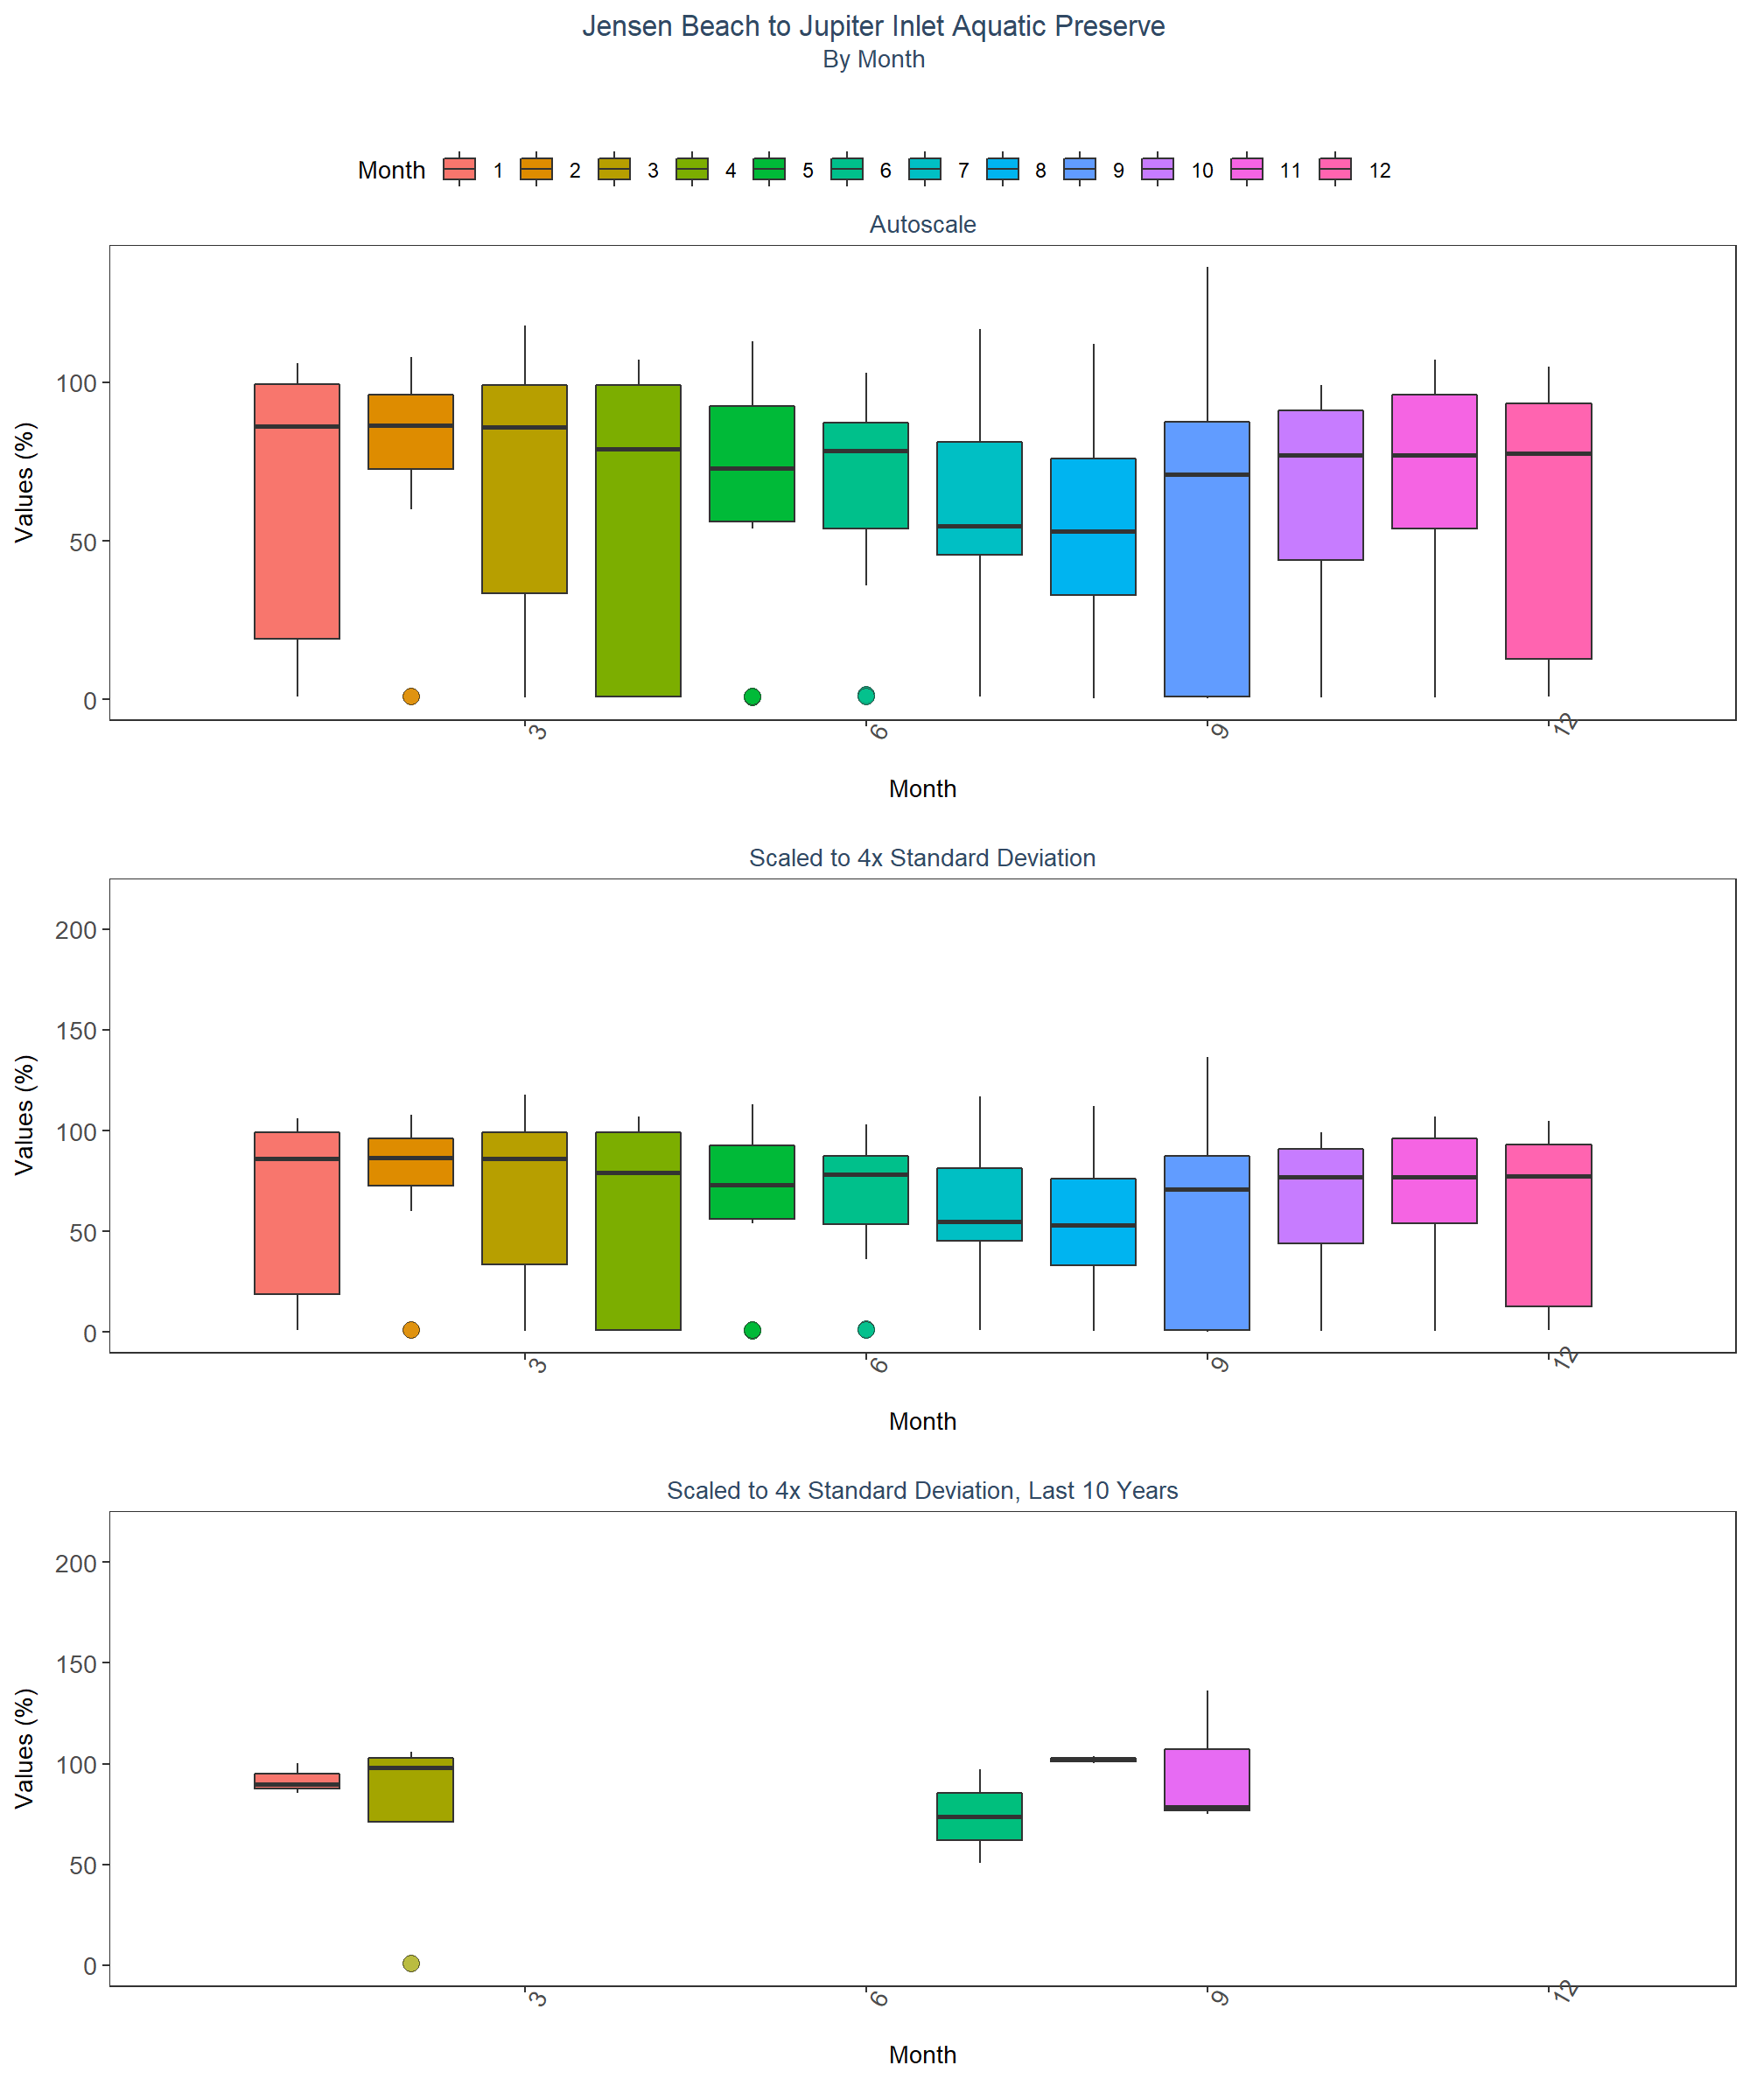 Jensen Beach to Jupiter Inlet Aquatic Preserve
By Month
Month 1 2 3 4 5 6 7 8 9 10 11 12
Autoscale
Values (%)
100
50
0
3 6 9 12
Month
Scaled to 4x Standard Deviation
Values (%)
200
150
100
50
0
3 6 9 12
Month
Scaled to 4x Standard Deviation, Last 10 Years
Values (%)
200
150
100
50
0
3 6 9 12
Month